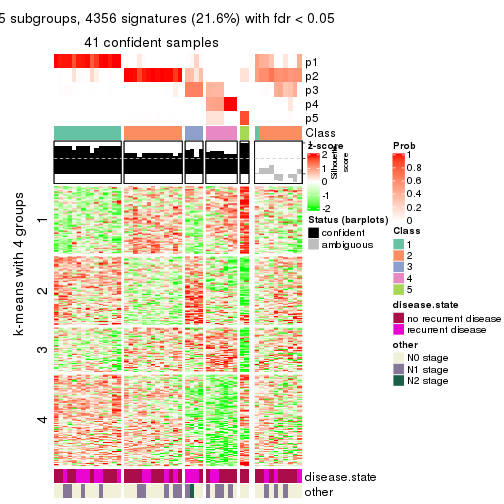 5 subgroups, 4356 signatures (21.6%) with fdr < 0.05
41 confident samples
p1
p2
p3
p4
p5
Class
z-score
2
1
0
-1
-2
Silhouette
score
Prob
1
0.8
0.6
0.4
0.2
0
Status (barplots)
confident
ambiguous
Class
1
2
3
4
5
disease.state
no recurrent disease
recurrent disease
other
N0 stage
N1 stage
N2 stage
k-means with 4 groups
1
2
3
4
disease.state
other